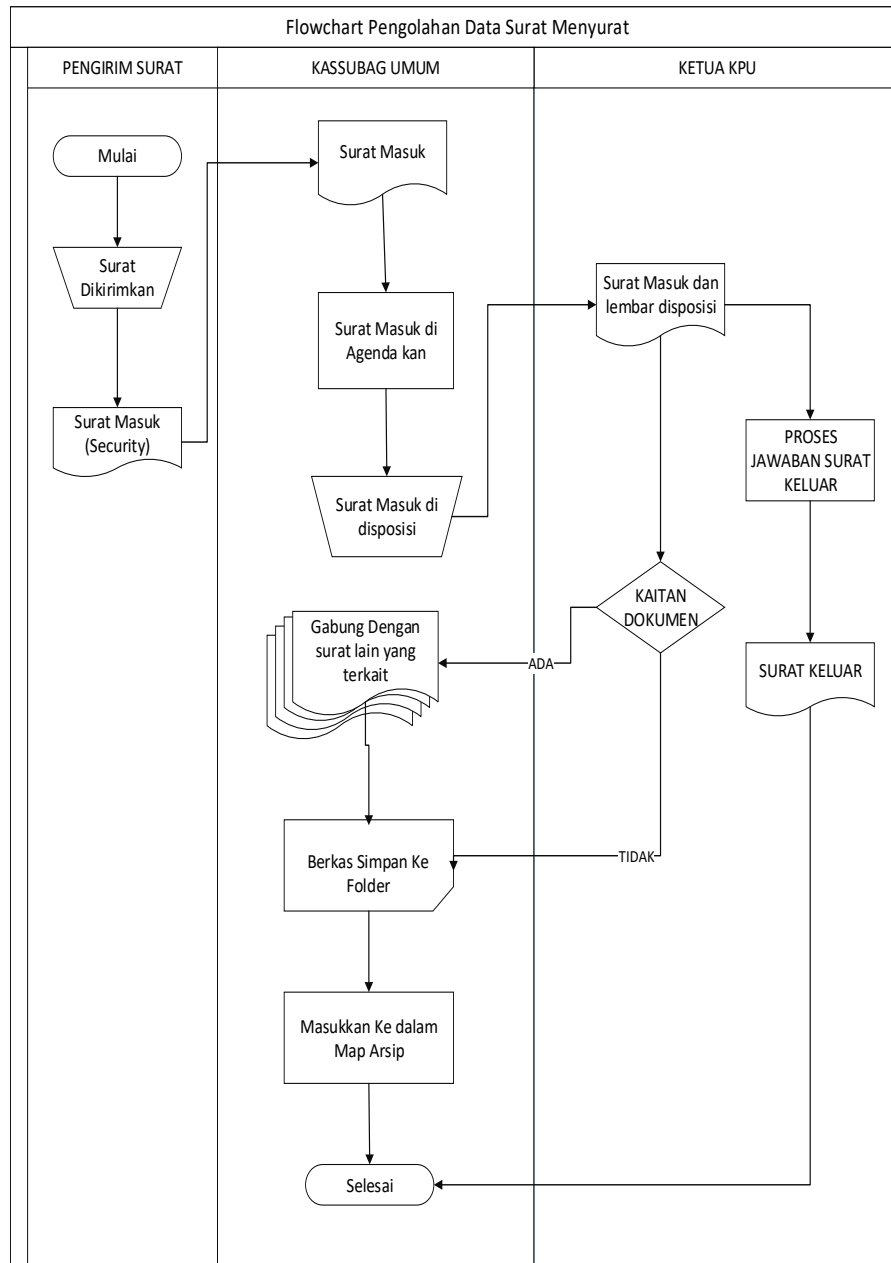 Flowchart Pengolahan Data Surat Menyurat
PENGIRIM SURAT
KASSUBAG UMUM
KETUA KPU
Mulai
Surat
Dikirimkan
Surat Masuk
(Security)
Surat Masuk
Surat Masuk di
Agenda kan
Surat Masuk di
disposisi
Surat Masuk dan
lembar disposisi
PROSES
JAWABAN SURAT
KELUAR
KAITAN
DOKUMEN
SURAT KELUAR
ADA
Gabung Dengan
surat lain yang
terkait
TIDAK
Berkas Simpan Ke
Folder
Masukkan Ke dalam
Map Arsip
Selesai